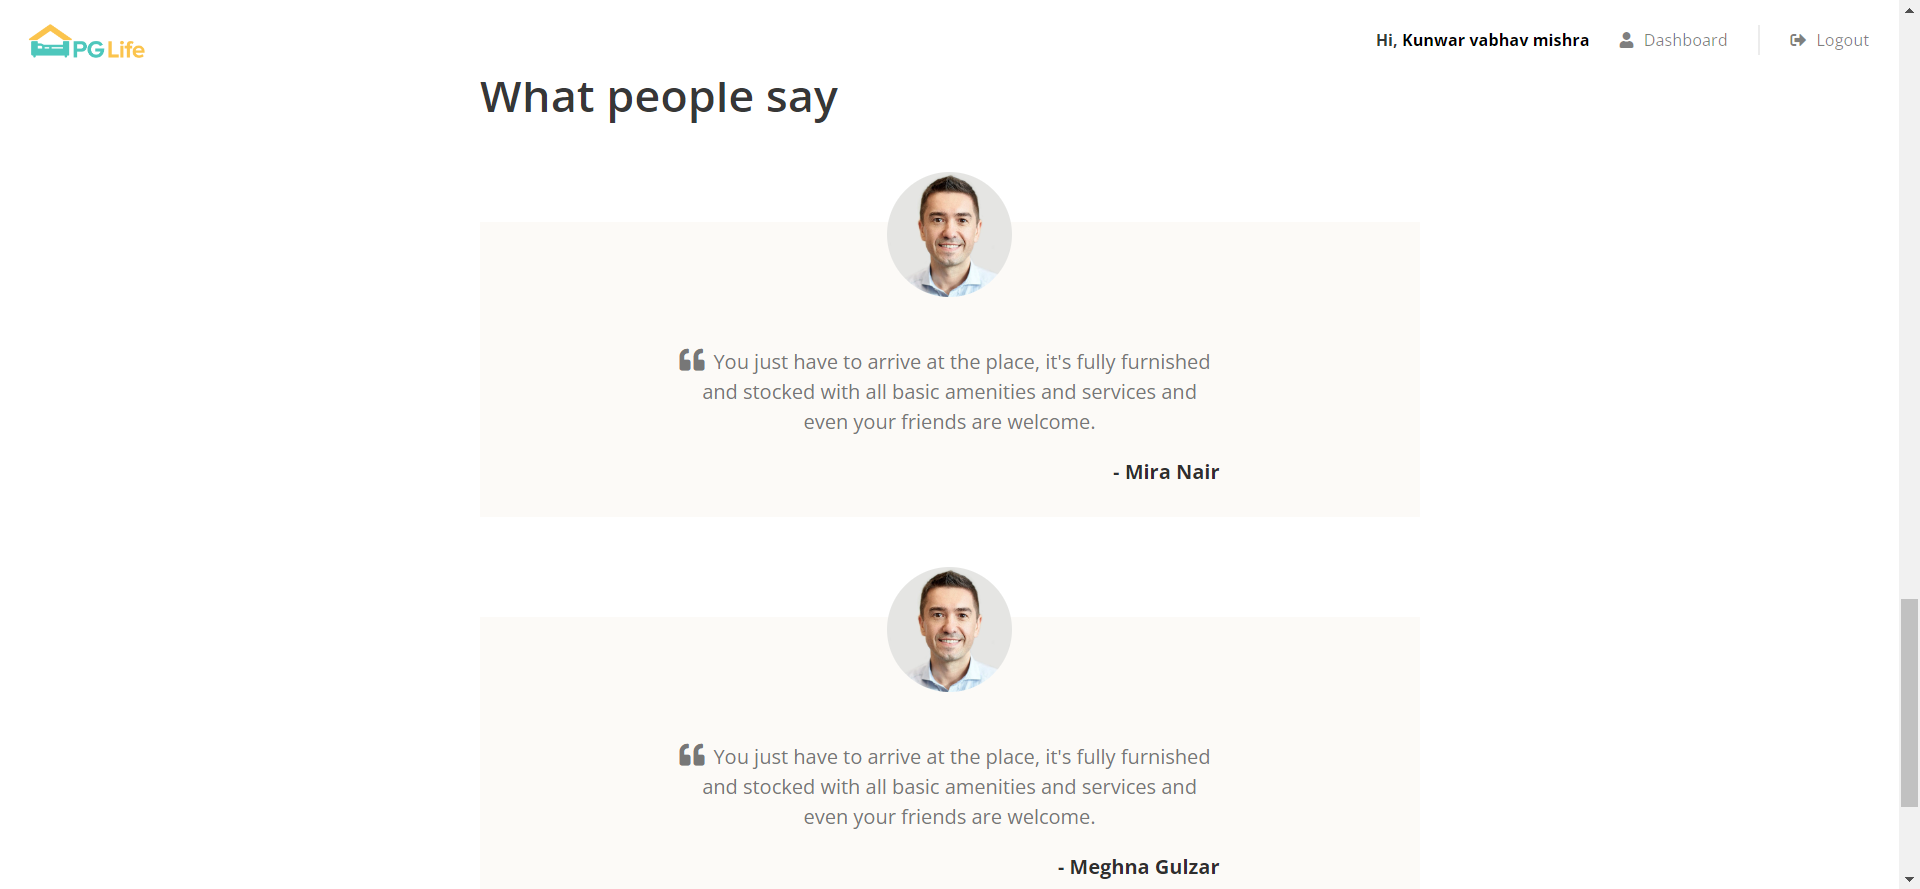 PG Life
Hi, Kunwar vabhav mishra
Dashboard
Logout
What people say
You just have to arrive at the place, it's fully furnished
and stocked with all basic amenities and services and
even your friends are welcome.
- Mira Nair
You just have to arrive at the place, it's fully furnished
and stocked with all basic amenities and services and
even your friends are welcome.
- Meghna Gulzar